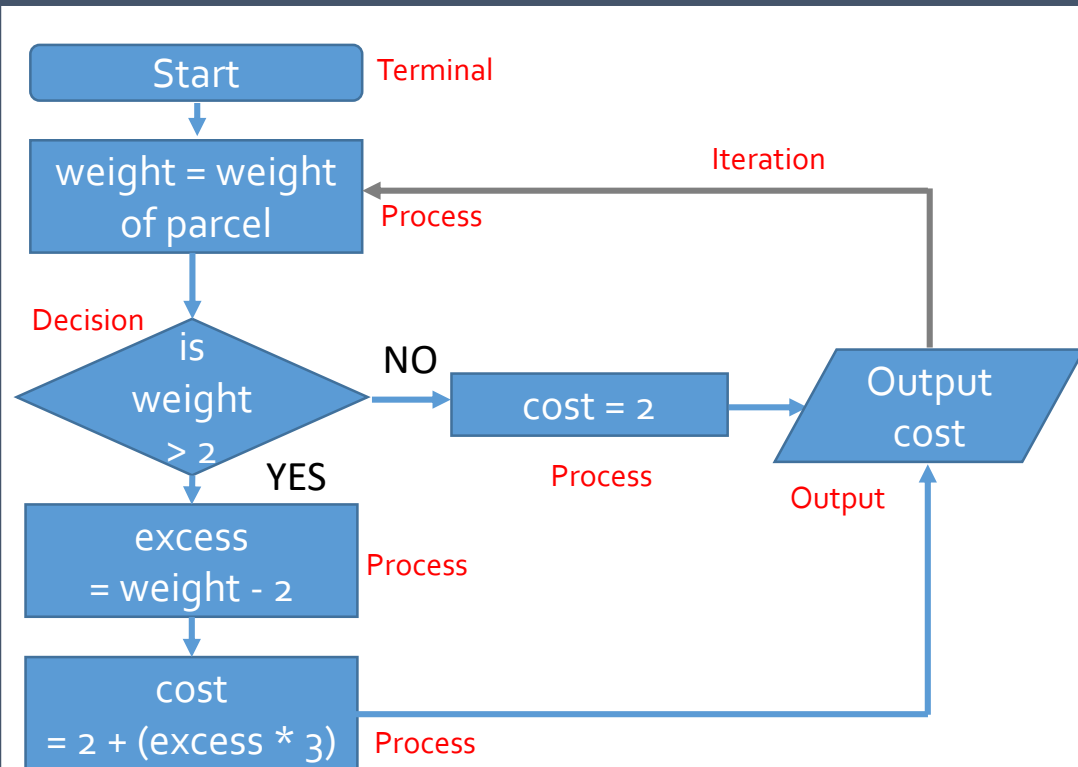 Start
Terminal
weight = weight
of parcel
Process
Iteration
Decision
is
weight
> 2
NO
cost = 2
Process
Output
cost
Output
YES
excess
= weight - 2
Process
cost
= 2 + (excess * 3)
Process